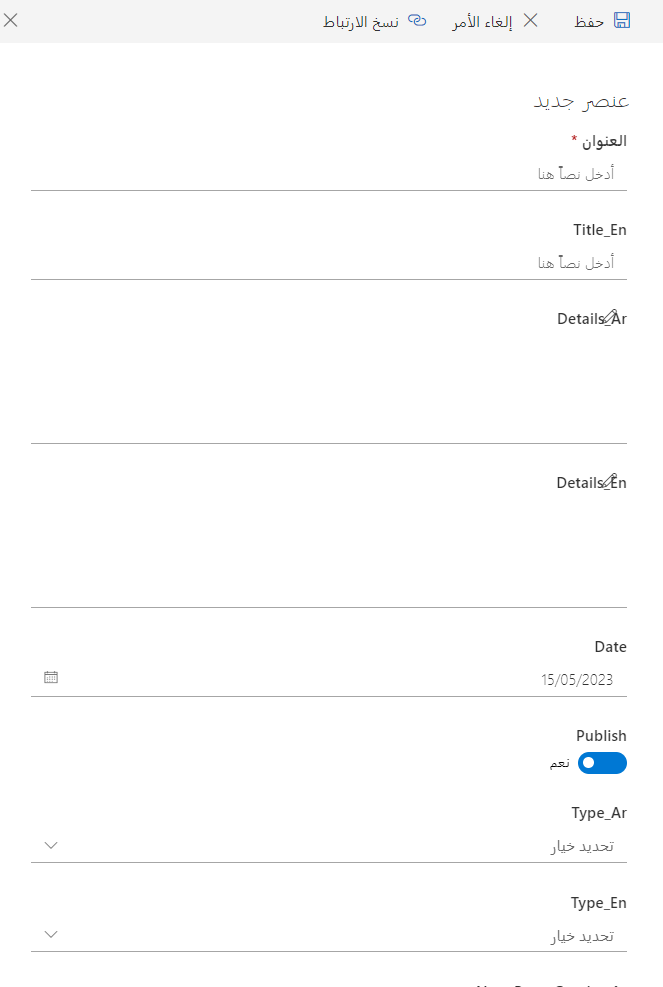 حفظ إلغاء الأمر نسخ الارتباط
عنصر جديد
العنوان *
أدخل نصاً هنا
Title_En
أدخل نصاً هنا
Details_Ar
Details_En
Date
15/05/2023
Publish
نعم
Type_Ar
تحديد خيار
Type_En
تحديد خيار